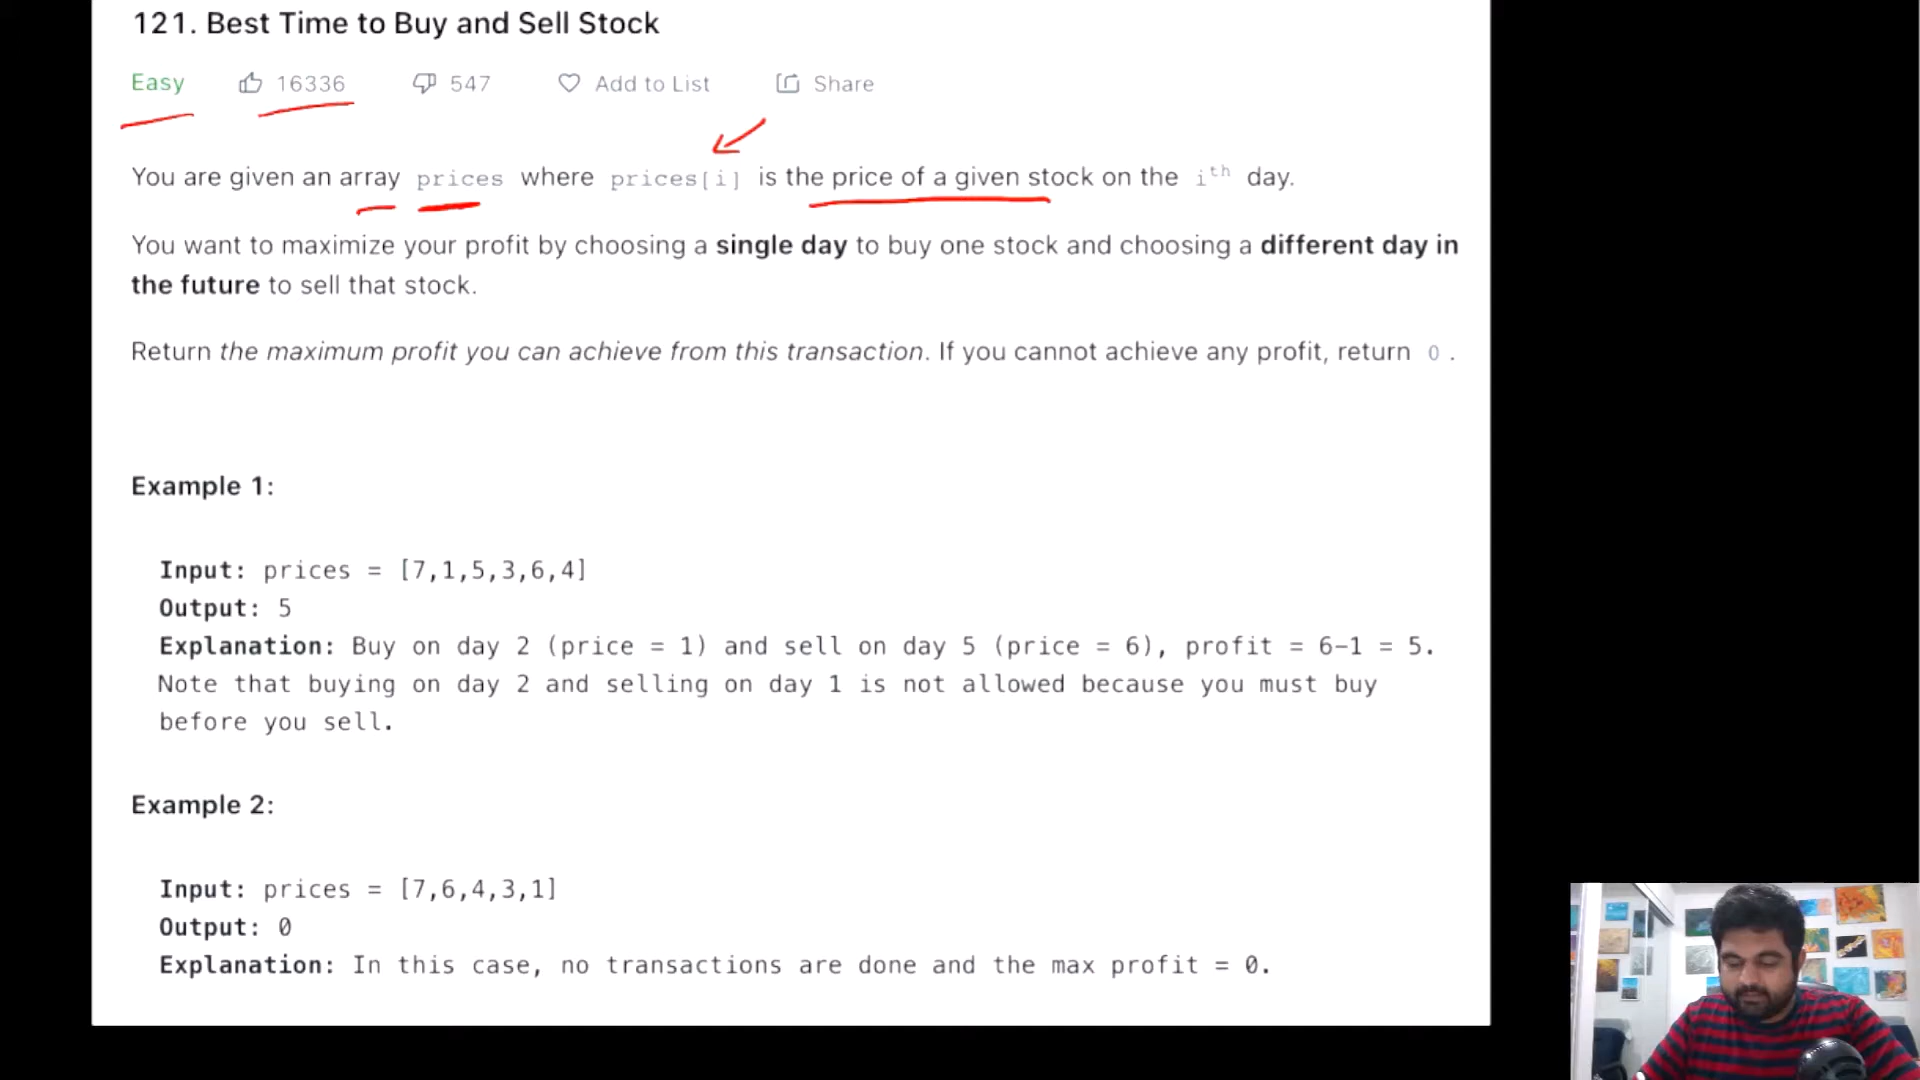 121. Best Time to Buy and Sell Stock
Easy 16336 547 Add to List Share
You are given an array prices where prices[i] is the price of a given stock on the ith day.
You want to maximize your profit by choosing a single day to buy one stock and choosing a different day in
the future to sell that stock.
Return the maximum profit you can achieve from this transaction. If you cannot achieve any profit, return 0 .
Example 1:
Input: prices = [7,1,5,3,6,4]
Output: 5
Explanation: Buy on day 2 (price = 1) and sell on day 5 (price = 6), profit = 6-1 = 5.
Note that buying on day 2 and selling on day 1 is not allowed because you must buy
before you sell.
Example 2:
Input: prices = [7,6,4,3,1]
Output: 0
Explanation: In this case, no transactions are done and the max profit = 0.